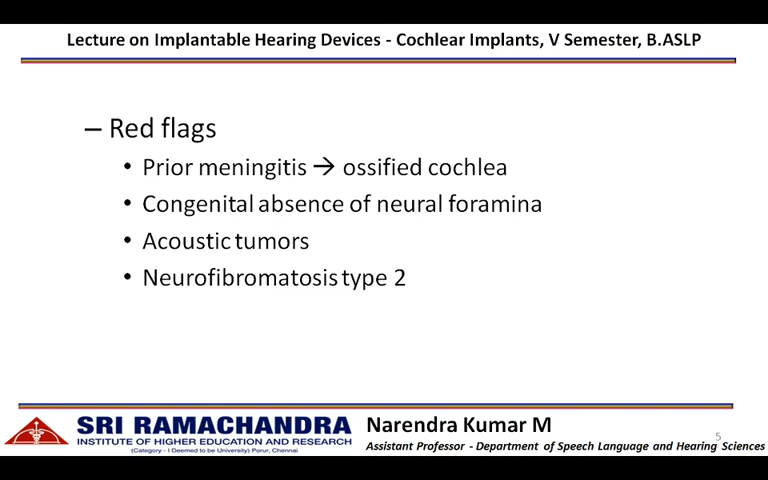 Lecture on Implantable Hearing Devices - Cochlear Implants, V Semester, B.ASLP
– Red flags
• Prior meningitis → ossified cochlea
• Congenital absence of neural foramina
• Acoustic tumors
• Neurofibromatosis type 2
SRI RAMACHANDRA
INSTITUTE OF HIGHER EDUCATION AND RESEARCH
(Category - I Deemed to be University) Porur, Chennai
Narendra Kumar M
Assistant Professor - Department of Speech Language and Hearing Sciences
5